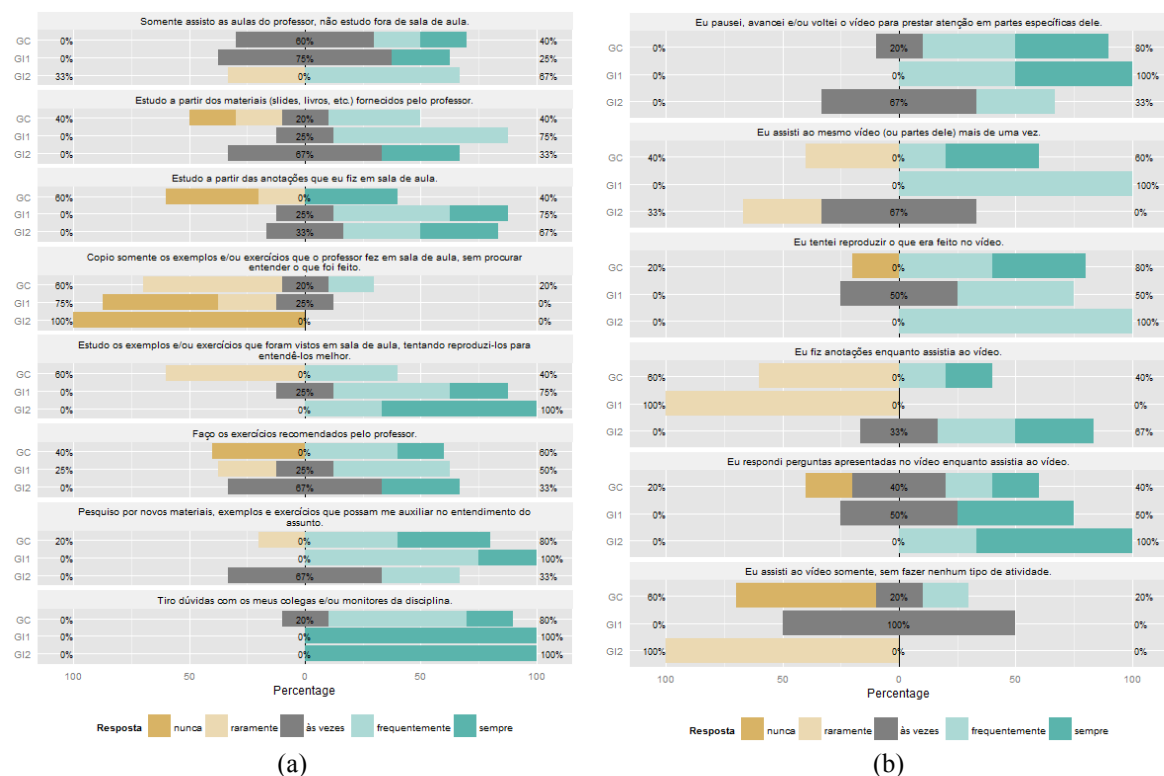 Somente assisto as aulas do professor, não estudo fora de sala de aula.
GC 0% 60% 40%
GI1 0% 75% 25%
GI2 33% 0% 67%
Estudo a partir dos materiais (slides, livros, etc.) fornecidos pelo professor.
GC 40% 20% 40%
GI1 0% 25% 75%
GI2 0% 67% 33%
Estudo a partir das anotações que eu fiz em sala de aula.
GC 60% 0% 40%
GI1 0% 25% 75%
GI2 0% 33% 67%
Copio somente os exemplos e/ou exercícios que o professor fez em sala de aula, sem procurar
entender o que foi feito.
GC 60% 20% 20%
GI1 75% 25% 0%
GI2 100% 0% 0%
Estudo os exemplos e/ou exercícios que foram vistos em sala de aula, tentando reproduzi-los para
entendê-los melhor.
GC 60% 0% 40%
GI1 0% 25% 75%
GI2 0% 0% 100%
Faço os exercícios recomendados pelo professor.
GC 40% 0% 60%
GI1 25% 25% 50%
GI2 0% 67% 33%
Pesquiso por novos materiais, exemplos e exercícios que possam me auxiliar no entendimento do
assunto.
GC 20% 0% 80%
GI1 0% 0% 100%
GI2 0% 67% 33%
Tiro dúvidas com os meus colegas e/ou monitores da disciplina.
GC 0% 20% 80%
GI1 0% 0% 100%
GI2 0% 0% 100%
100 50 0 50 100
Percentage
Resposta nunca raramente às vezes frequentemente sempre
(a)
Eu pausei, avancei e/ou voltei o vídeo para prestar atenção em partes específicas dele.
GC 0% 20% 80%
GI1 0% 0% 100%
GI2 0% 67% 33%
Eu assisti ao mesmo vídeo (ou partes dele) mais de uma vez.
GC 40% 0% 60%
GI1 0% 0% 100%
GI2 33% 67% 0%
Eu tentei reproduzir o que era feito no vídeo.
GC 20% 0% 80%
GI1 0% 50% 50%
GI2 0% 0% 100%
Eu fiz anotações enquanto assistia ao vídeo.
GC 60% 0% 40%
GI1 100% 0% 0%
GI2 0% 33% 67%
Eu respondi perguntas apresentadas no vídeo enquanto assistia ao vídeo.
GC 20% 40% 40%
GI1 0% 50% 50%
GI2 0% 0% 100%
Eu assisti ao vídeo somente, sem fazer nenhum tipo de atividade.
GC 60% 20% 20%
GI1 0% 100% 0%
GI2 100% 0% 0%
100 50 0 50 100
Percentage
Resposta nunca raramente às vezes frequentemente sempre
(b)